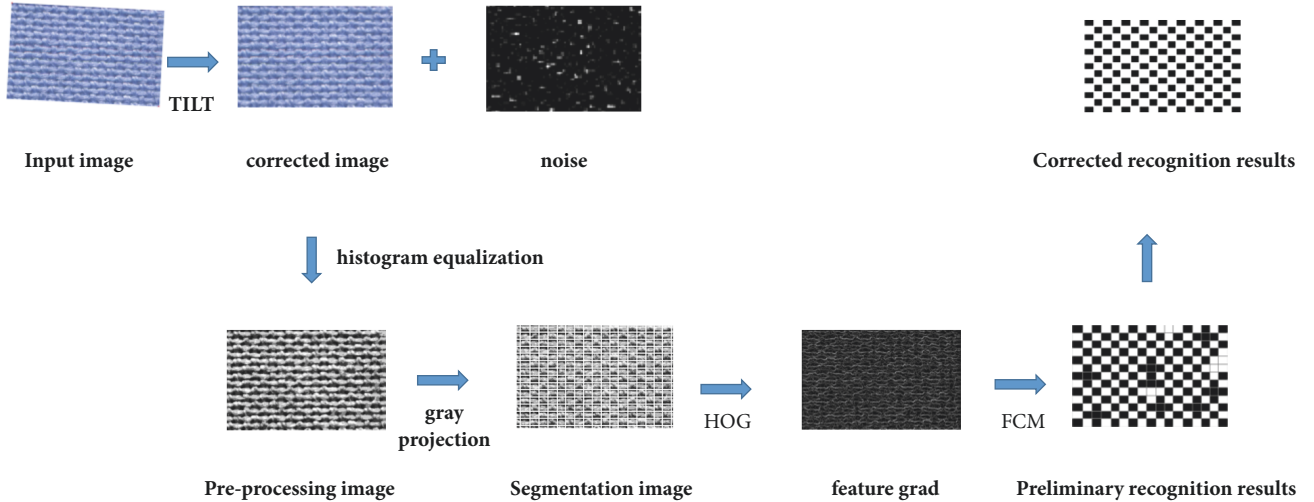 TILT
Input image
corrected image
noise
Corrected recognition results
histogram equalization
gray
projection
HOG
FCM
Pre-processing image
Segmentation image
feature grad
Preliminary recognition results